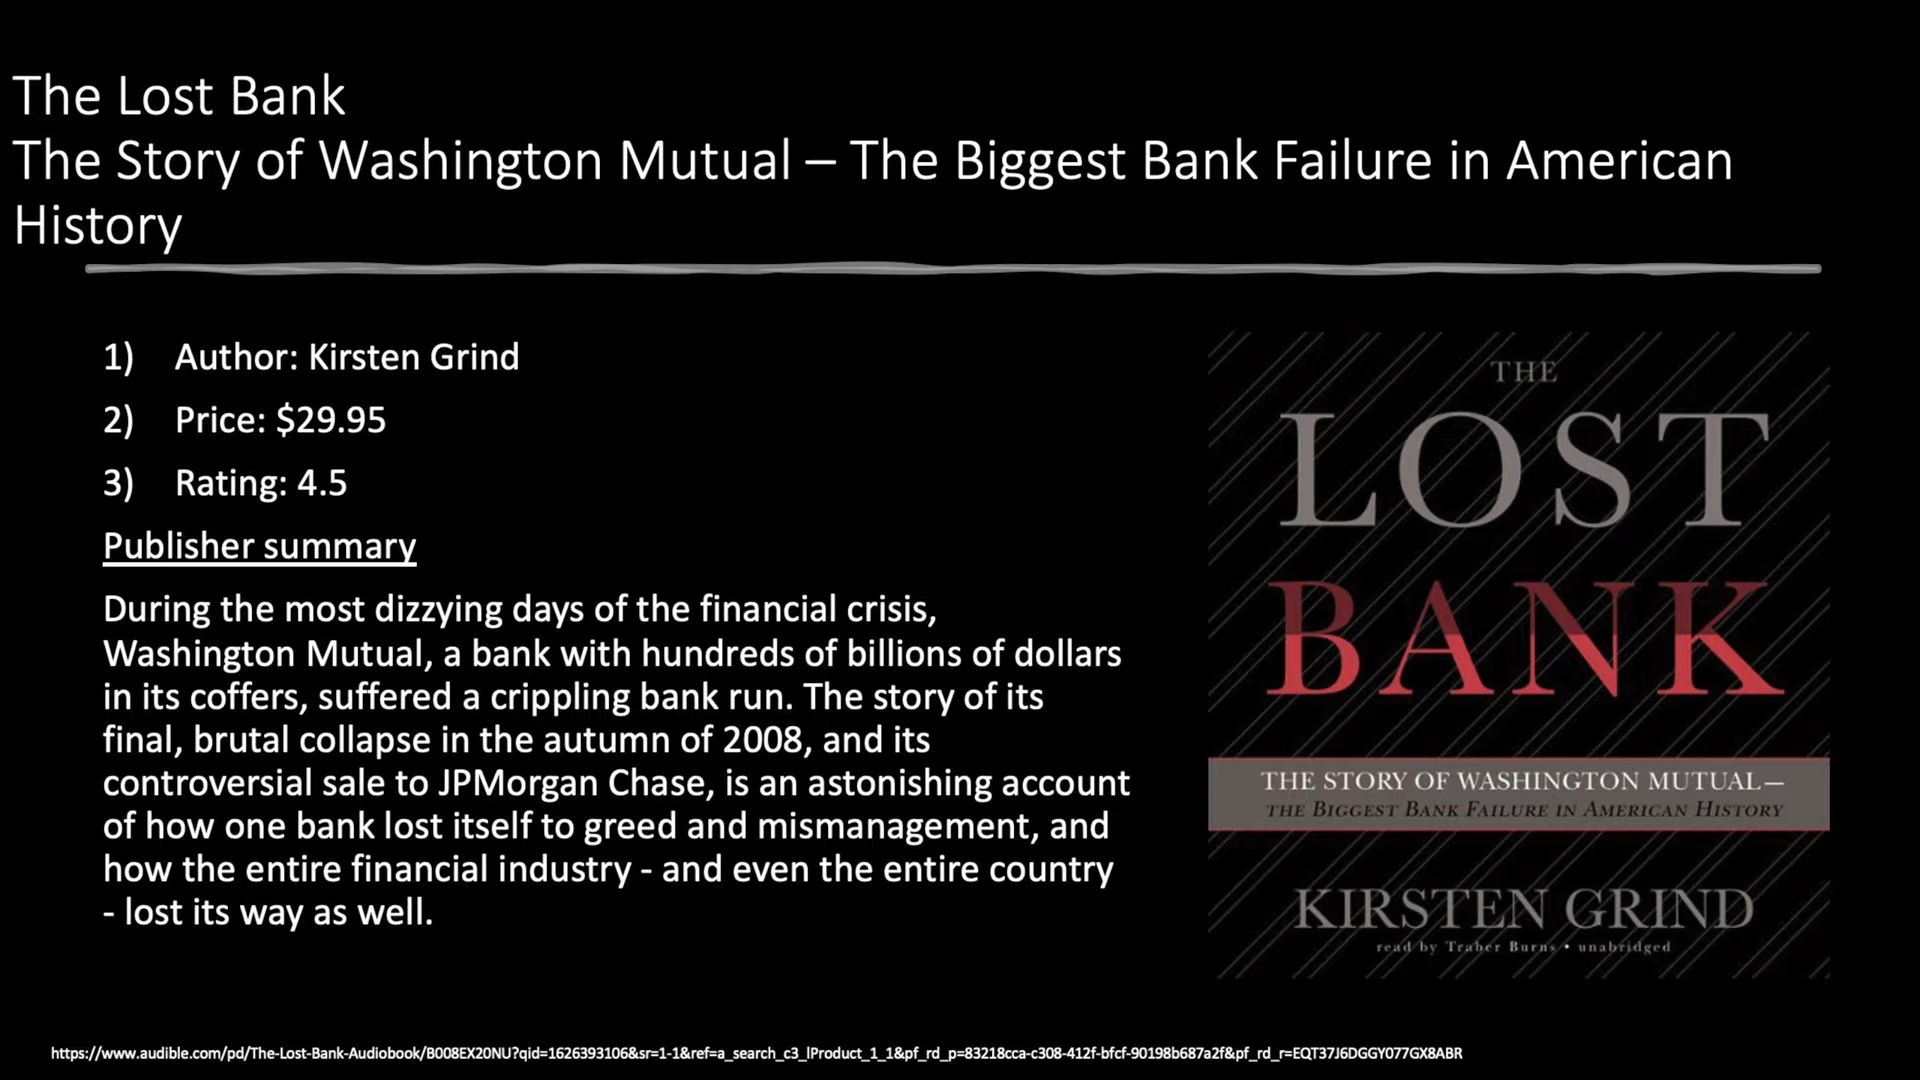 The Lost Bank
The Story of Washington Mutual – The Biggest Bank Failure in American
History
1) Author: Kirsten Grind
2) Price: $29.95
3) Rating: 4.5
Publisher summary
During the most dizzying days of the financial crisis,
Washington Mutual, a bank with hundreds of billions of dollars
in its coffers, suffered a crippling bank run. The story of its
final, brutal collapse in the autumn of 2008, and its
controversial sale to JPMorgan Chase, is an astonishing account
of how one bank lost itself to greed and mismanagement, and
how the entire financial industry - and even the entire country
- lost its way as well.
THE
LOST
BANK
THE STORY OF WASHINGTON MUTUAL—
THE BIGGEST BANK FAILURE IN AMERICAN HISTORY
KIRSTEN GRIND
read by Traber Burns • unabridged
https://www.audible.com/pd/The-Lost-Bank-Audiobook/B008EX20NU?qid=1626393106&sr=1-1&ref=a_search_c3_lProduct_1_1&pf_rd_p=83218cca-c308-412f-bfcf-90198b687a2f&pf_rd_r=EQT37J6DGGY077GX8ABR